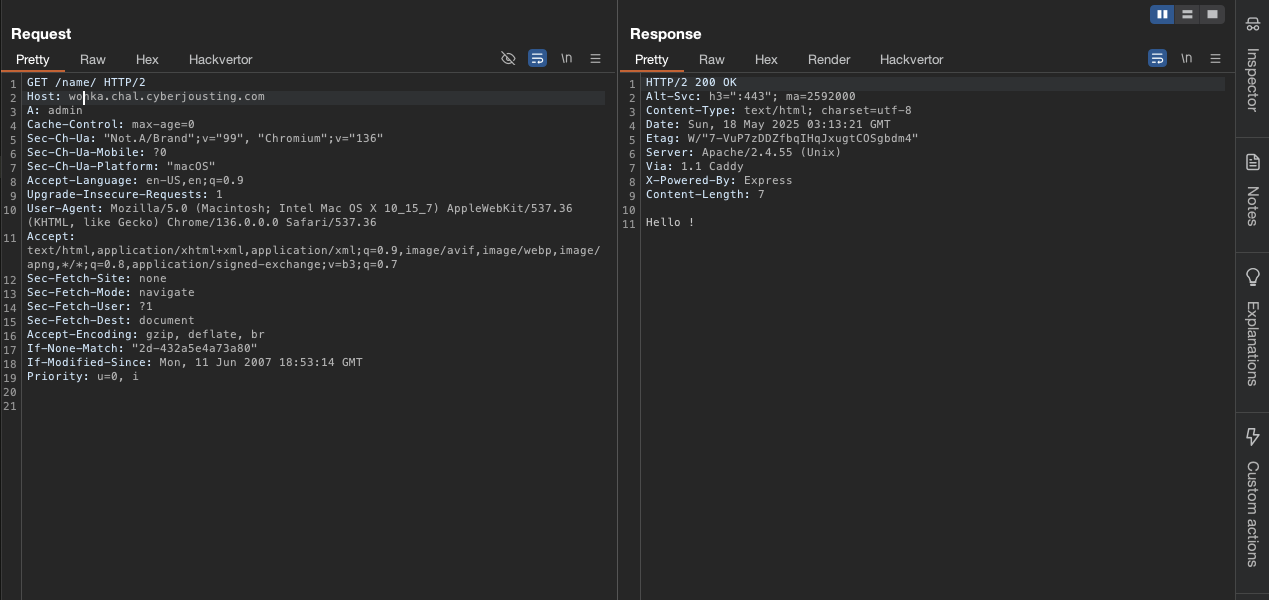 Request
Pretty Raw Hex Hackvertor \n
1 GET /name/ HTTP/2
2 Host: wonka.chal.cyberjousting.com
3 A: admin
4 Cache-Control: max-age=0
5 Sec-Ch-Ua: "Not.A/Brand";v="99", "Chromium";v="136"
6 Sec-Ch-Ua-Mobile: ?0
7 Sec-Ch-Ua-Platform: "macOS"
8 Accept-Language: en-US,en;q=0.9
9 Upgrade-Insecure-Requests: 1
10 User-Agent: Mozilla/5.0 (Macintosh; Intel Mac OS X 10_15_7) AppleWebKit/537.36
(KHTML, like Gecko) Chrome/136.0.0.0 Safari/537.36
11 Accept:
text/html,application/xhtml+xml,application/xml;q=0.9,image/avif,image/webp,image/
apng,*/*;q=0.8,application/signed-exchange;v=b3;q=0.7
12 Sec-Fetch-Site: none
13 Sec-Fetch-Mode: navigate
14 Sec-Fetch-User: ?1
15 Sec-Fetch-Dest: document
16 Accept-Encoding: gzip, deflate, br
17 If-None-Match: "2d-432a5e4a73a80"
18 If-Modified-Since: Mon, 11 Jun 2007 18:53:14 GMT
19 Priority: u=0, i
20
21
Response
Pretty Raw Hex Render Hackvertor \n
1 HTTP/2 200 OK
2 Alt-Svc: h3=":443"; ma=2592000
3 Content-Type: text/html; charset=utf-8
4 Date: Sun, 18 May 2025 03:13:21 GMT
5 Etag: W/"7-VuP7zDDZfbqIHqJxugtCOSgbdm4"
6 Server: Apache/2.4.55 (Unix)
7 Via: 1.1 Caddy
8 X-Powered-By: Express
9 Content-Length: 7
10
11 Hello !
Inspector
Notes
Explanations
Custom actions